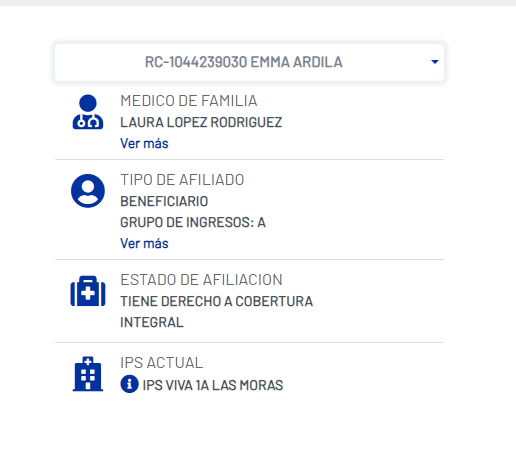 RC-1044239030 EMMA ARDILA
MEDICO DE FAMILIA
LAURA LOPEZ RODRIGUEZ
Ver más
TIPO DE AFILIADO
BENEFICIARIO
GRUPO DE INGRESOS: A
Ver más
ESTADO DE AFILIACION
TIENE DERECHO A COBERTURA
INTEGRAL
IPS ACTUAL
IPS VIVA 1A LAS MORAS